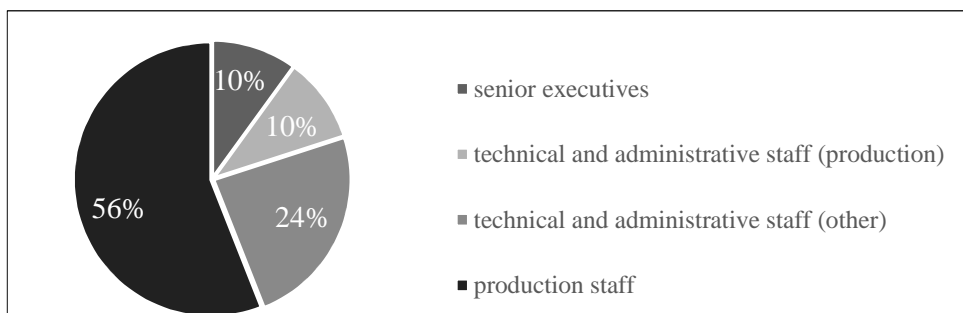 10%
10%
24%
56%
senior executives
technical and administrative staff (production)
technical and administrative staff (other)
production staff